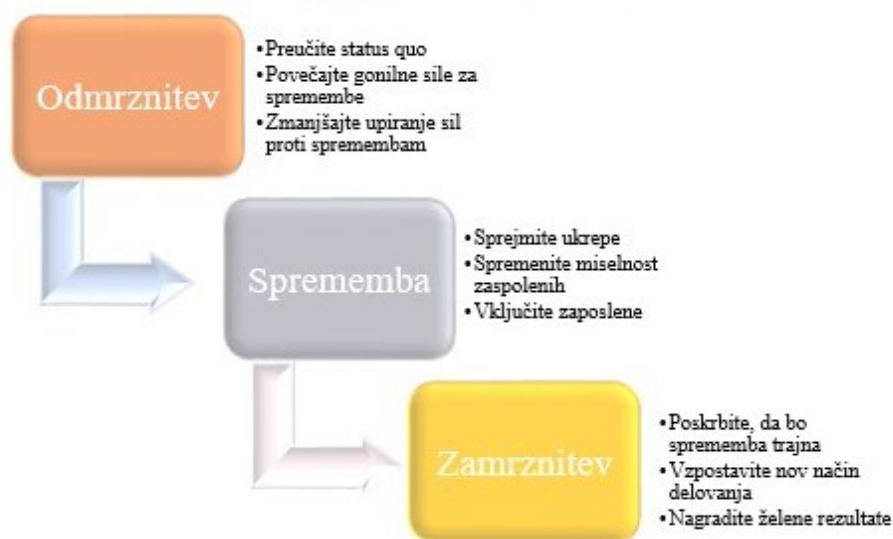 Odmrznitev
•Preučite status quo
•Povečajte gonilne sile za
spremembe
•Zmanjšajte upiranje sil
proti spremembam
Sprememba
•Sprejmite ukrepe
•Spremenite miselnost
zaspolenih
•Vključite zaposlene
Zamrznitev
•Poskrbite, da bo
sprememba trajna
•Vzpostavite nov način
delovanja
•Nagradite želene rezultate